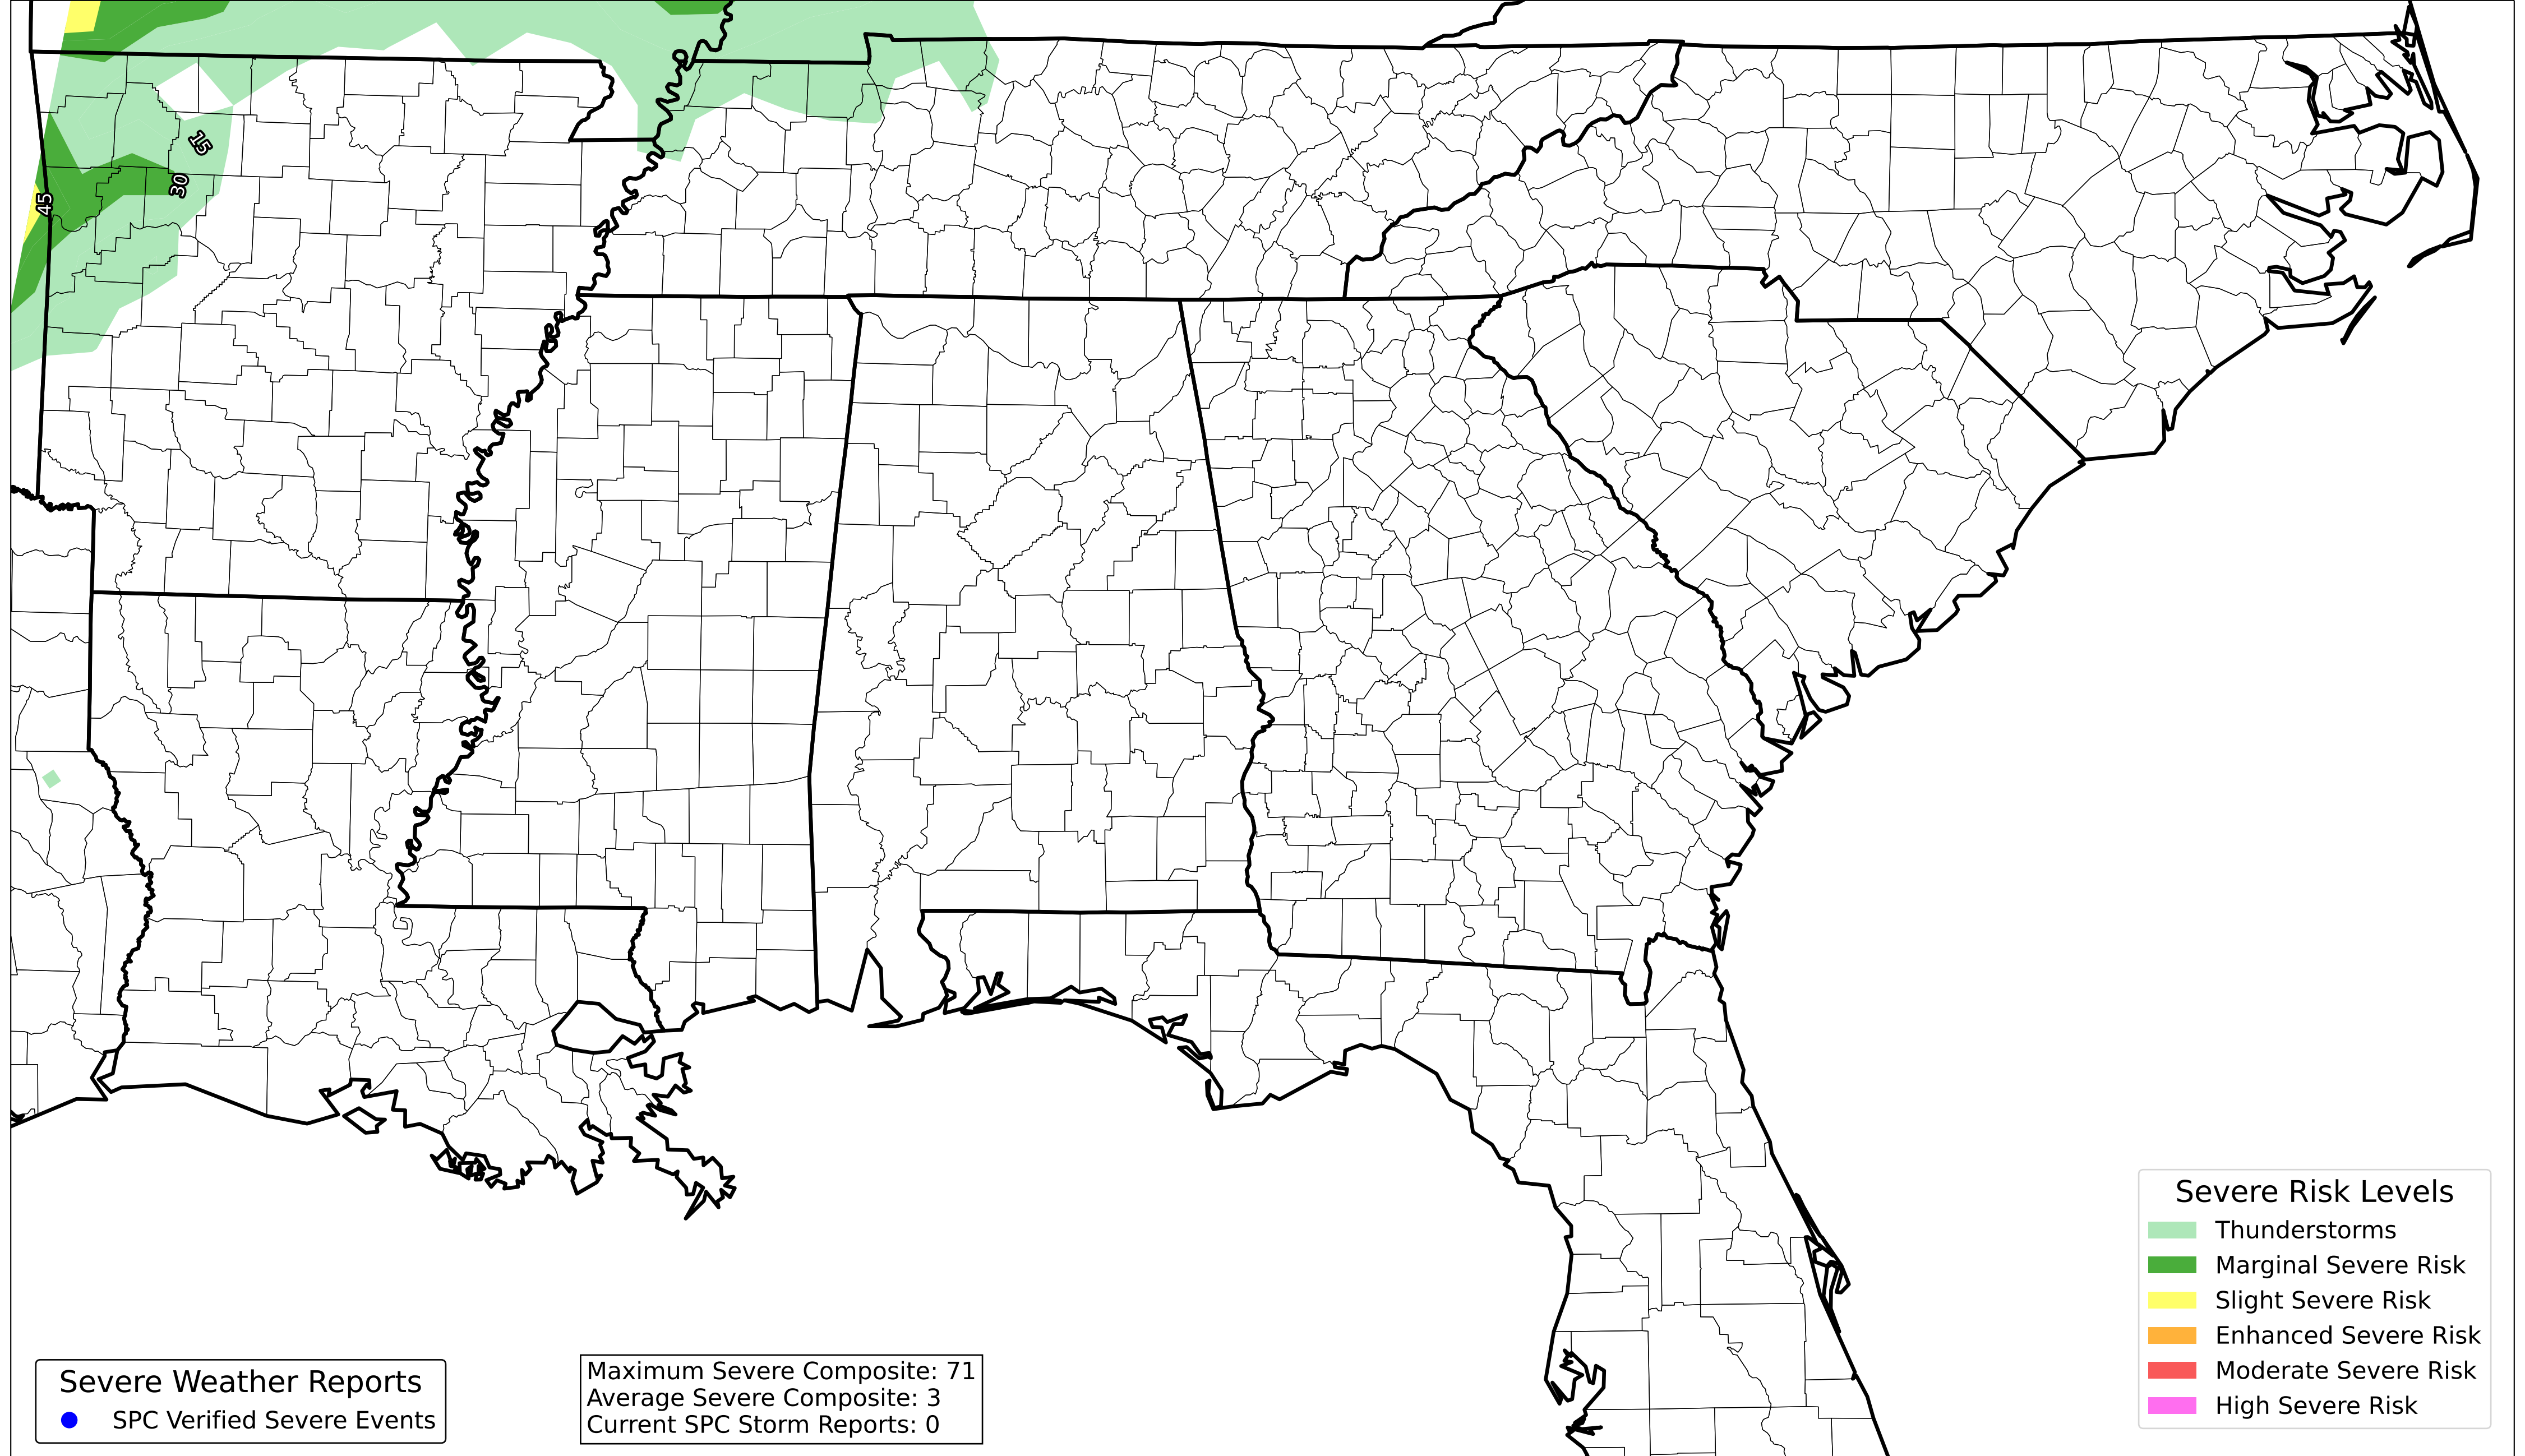 15
30
45
Severe Risk Levels
Thunderstorms
Marginal Severe Risk
Slight Severe Risk
Enhanced Severe Risk
Moderate Severe Risk
High Severe Risk
Severe Weather Reports
SPC Verified Severe Events
Maximum Severe Composite: 71
Average Severe Composite: 3
Current SPC Storm Reports: 0